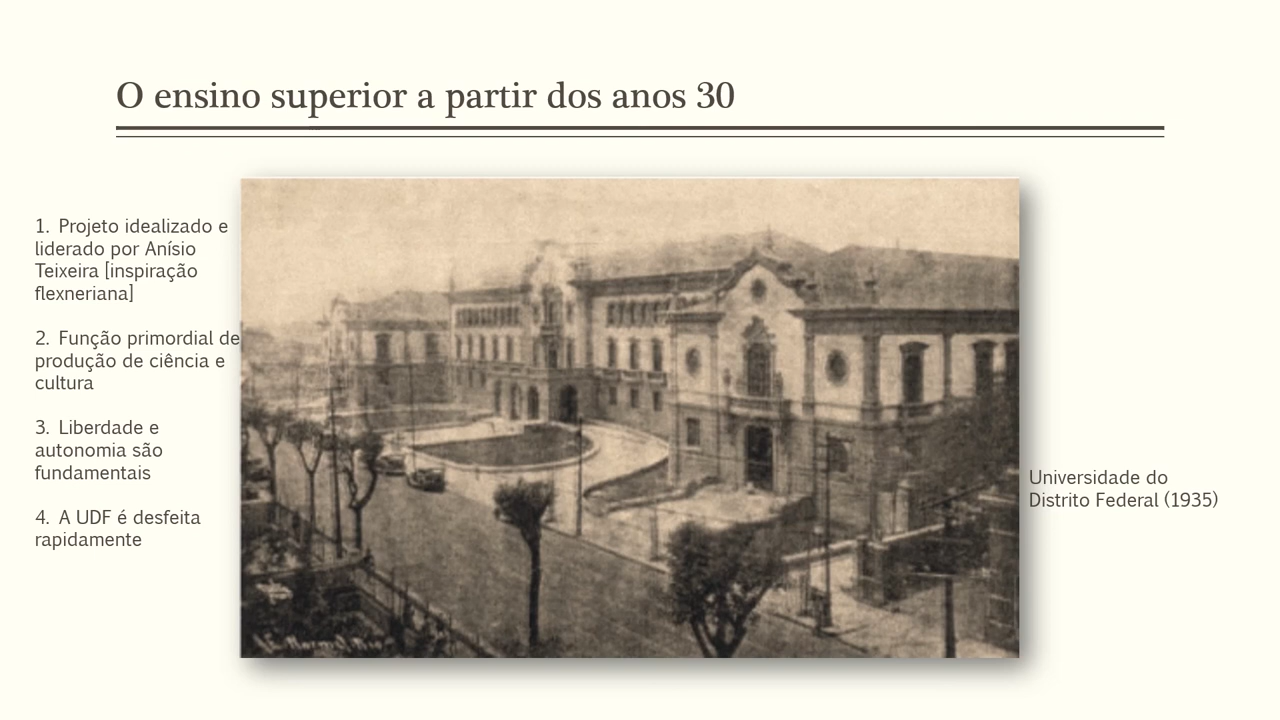 O ensino superior a partir dos anos 30
1. Projeto idealizado e
liderado por Anísio
Teixeira [inspiração
flexneriana]
2. Função primordial de
produção de ciência e
cultura
3. Liberdade e
autonomia são
fundamentais
4. A UDF é desfeita
rapidamente
Universidade do
Distrito Federal (1935)